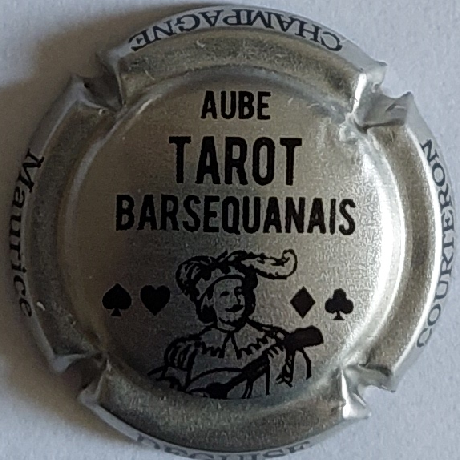 CHAMPAGNE
AUBE
TAROT
BARSEQUANAIS
Maurice
COURTERON